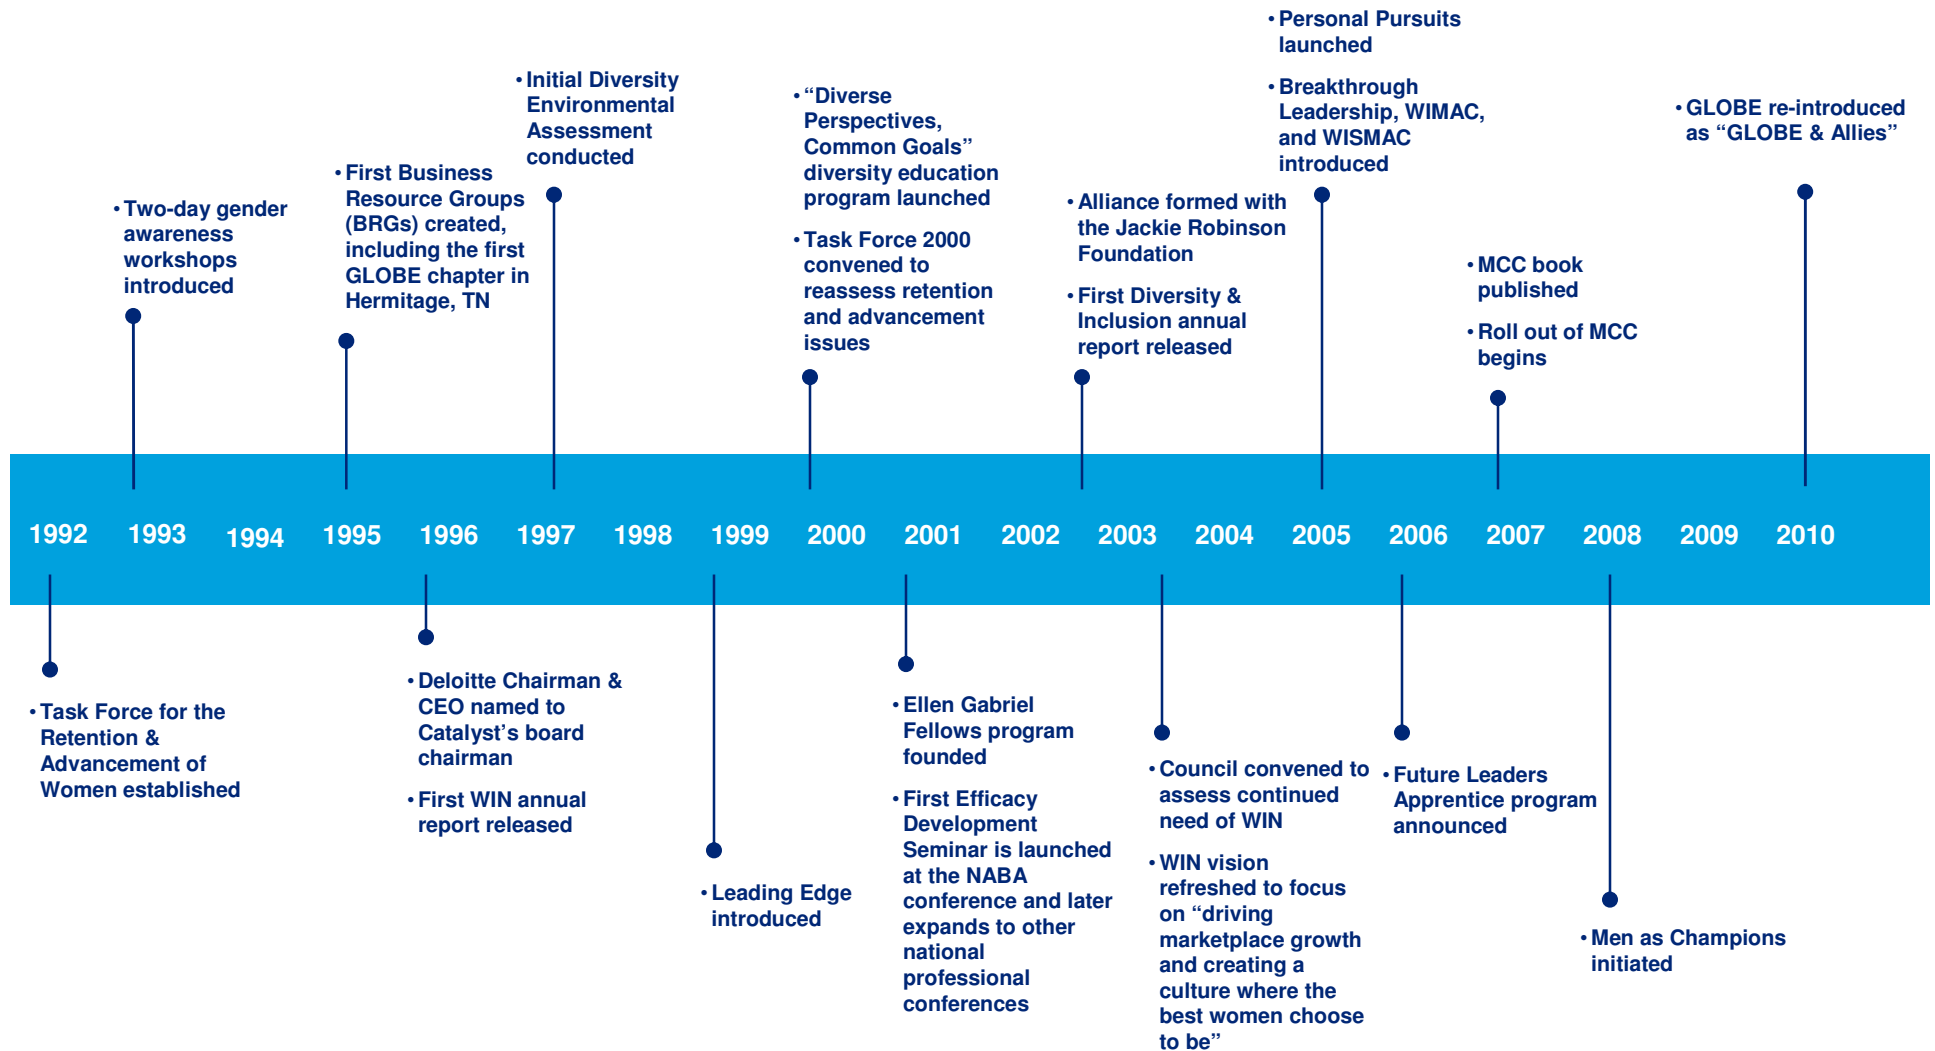 • Personal Pursuits
launched
• Breakthrough
Leadership, WIMAC,
and WISMAC
introduced
• Initial Diversity
Environmental
Assessment
conducted
• “Diverse
Perspectives,
Common Goals”
diversity education
program launched
• Task Force 2000
convened to
reassess retention
and advancement
issues
• GLOBE re-introduced
as “GLOBE & Allies”
• First Business
Resource Groups
(BRGs) created,
including the first
GLOBE chapter in
Hermitage, TN
• Two-day gender
awareness
workshops
introduced
• Alliance formed with
the Jackie Robinson
Foundation
• First Diversity &
Inclusion annual
report released
• MCC book
published
• Roll out of MCC
begins
1992 1993 1994 1995 1996 1997 1998 1999 2000 2001 2002 2003 2004 2005 2006 2007 2008 2009 2010
• Task Force for the
Retention &
Advancement of
Women established
• Deloitte Chairman &
CEO named to
Catalyst’s board
chairman
• First WIN annual
report released
• Leading Edge
introduced
• Ellen Gabriel
Fellows program
founded
• First Efficacy
Development
Seminar is launched
at the NABA
conference and later
expands to other
national
professional
conferences
• Council convened to
assess continued
need of WIN
• WIN vision
refreshed to focus
on “driving
marketplace growth
and creating a
culture where the
best women choose
to be”
• Future Leaders
Apprentice program
announced
• Men as Champions
initiated